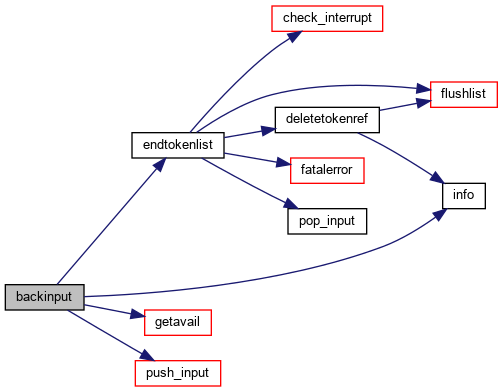 check_interrupt
flushlist
deletetokenref
endtokenlist
fatalerror
info
pop_input
backinput
getavail
push_input